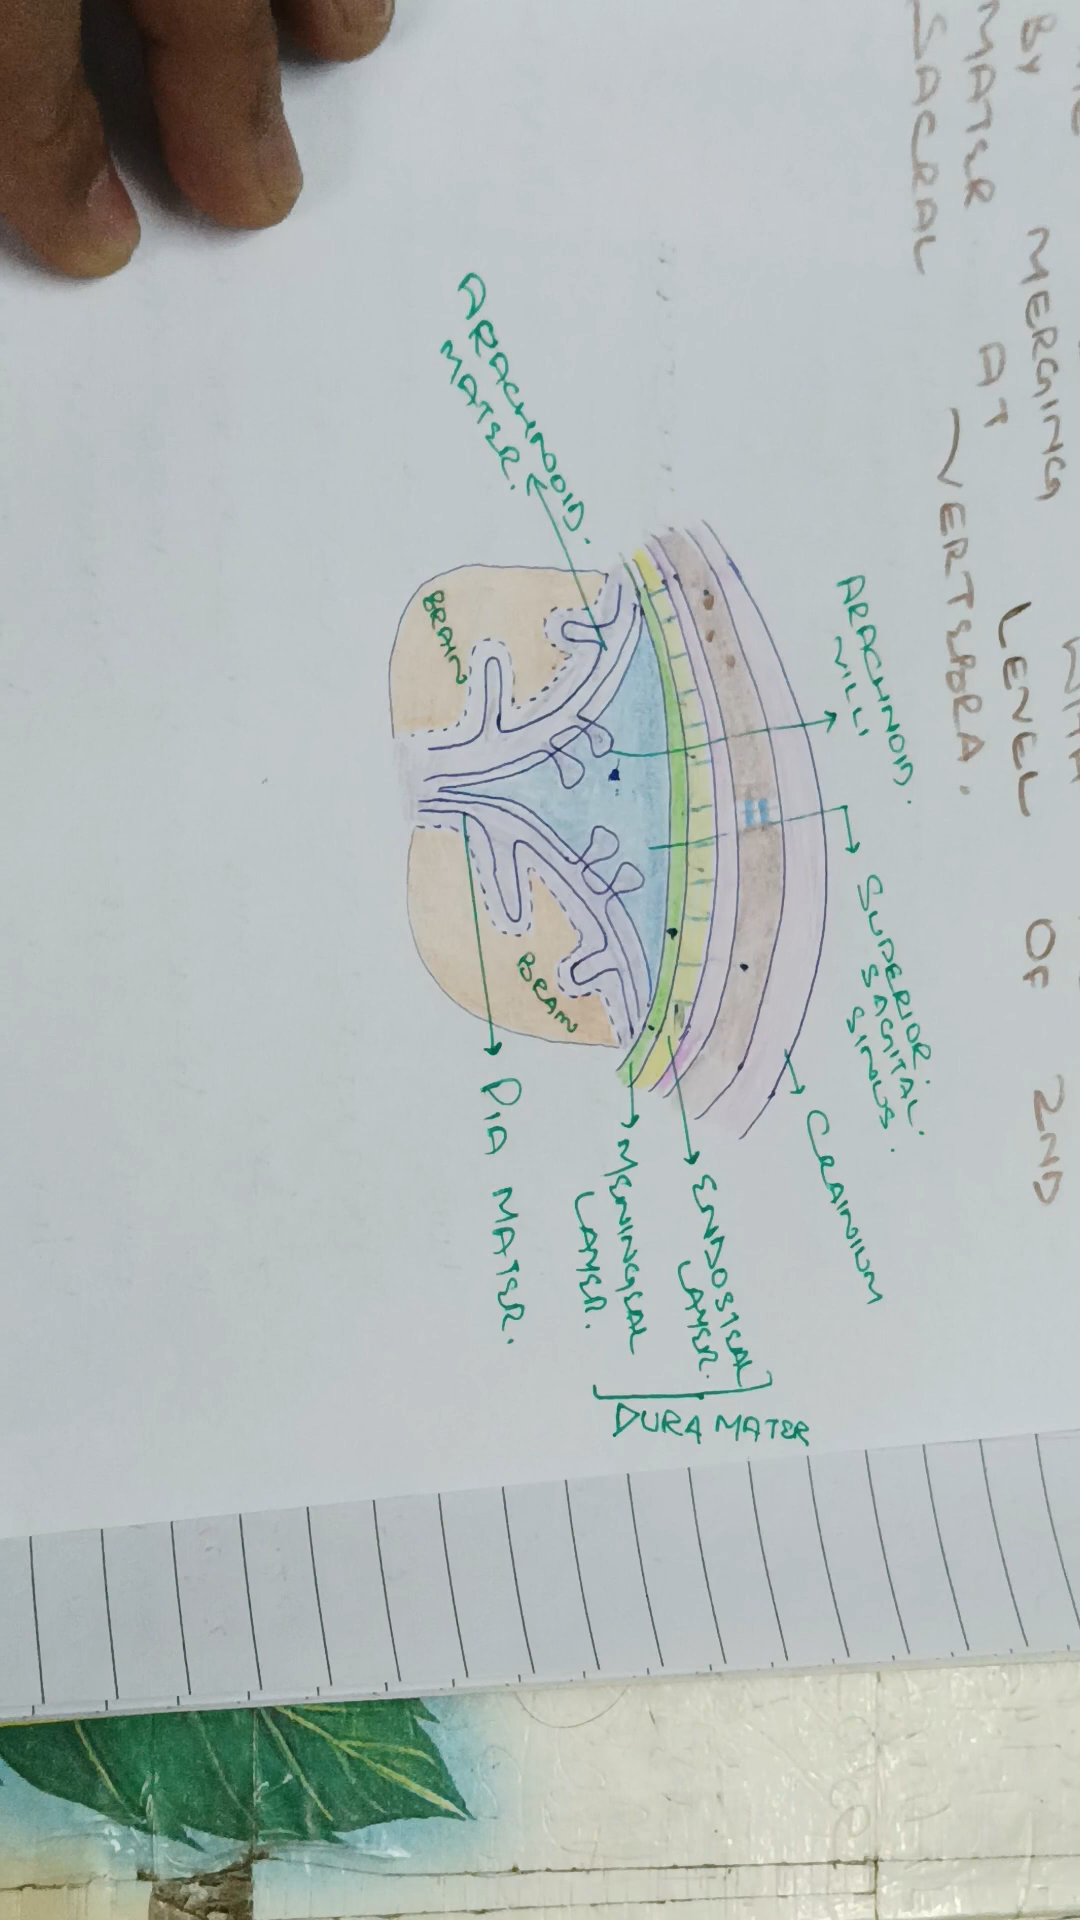 BY MERGING WITH
MATER AT LEVEL OF 2ND
SACRAL VERTEBRA.
ARACHNOID.
VILLI
SUPERIOR.
SAGITAL.
SINUS.
CRAINIUM
ENDOSTEAL
LAYER.
MENINGEAL
LAYER.
DURA MATER
ARACHNOID.
MATER.
BRAIN
BRAIN
PIA MATER.